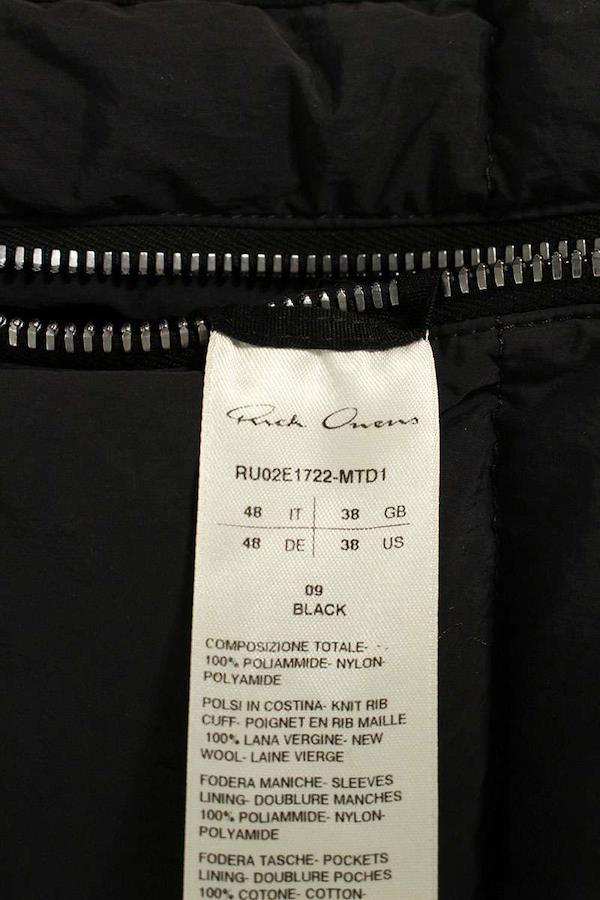 Rick Owens
RU02E1722-MTD1
48 IT 38 GB
48 DE 38 US
09
BLACK
COMPOSIZIONE TOTALE-
100% POLIAMMIDE- NYLON-
POLYAMIDE
POLSI IN COSTINA- KNIT RIB
CUFF- POIGNET EN RIB MAILLE
100% LANA VERGINE- NEW
WOOL- LAINE VIERGE
FODERA MANICHE- SLEEVES
LINING- DOUBLURE MANCHES
100% POLIAMMIDE- NYLON-
POLYAMIDE
FODERA TASCHE- POCKETS
LINING- DOUBLURE POCHES
100% COTONE- COTTON-